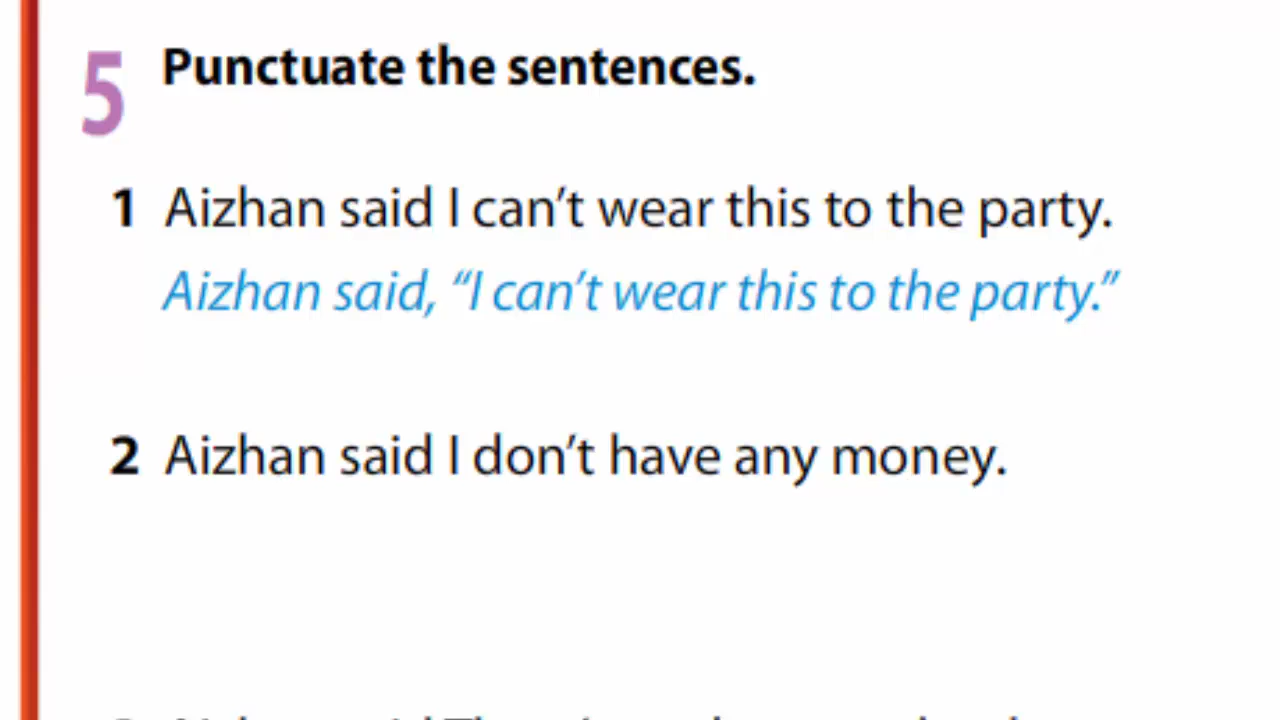 5 Punctuate the sentences.
1 Aizhan said I can’t wear this to the party.
Aizhan said, “I can’t wear this to the party.”
2 Aizhan said I don’t have any money.